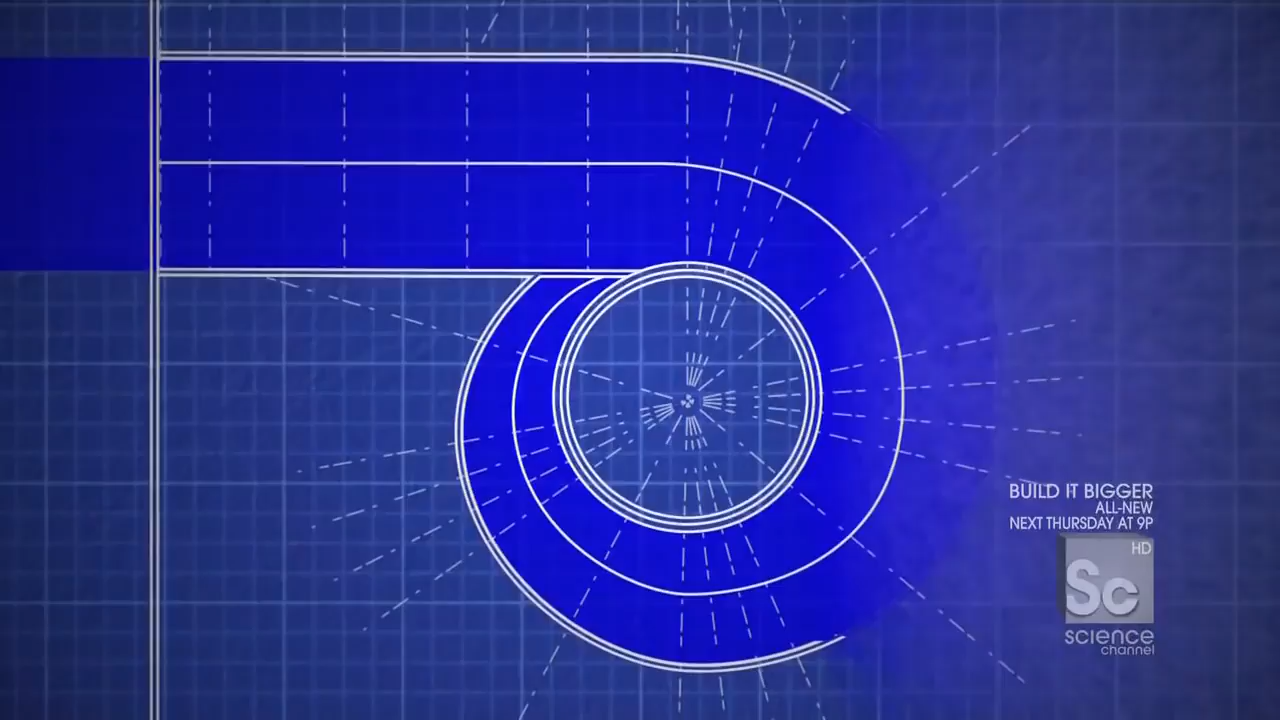 BUILD IT BIGGER
ALL-NEW
NEXT THURSDAY AT 9P
HD
Sc
science
channel